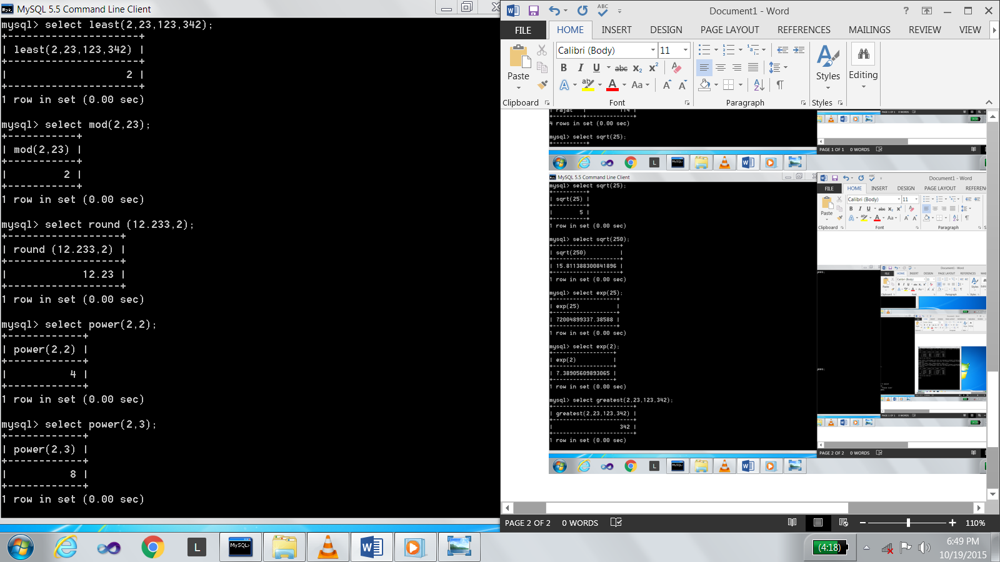 MySQL 5.5 Command Line Client
mysql> select least(2,23,123,342);
+----------------------+
| least(2,23,123,342) |
+----------------------+
| 2 |
+----------------------+
1 row in set (0.00 sec)
mysql> select mod(2,23);
+------------+
| mod(2,23) |
+------------+
| 2 |
+------------+
1 row in set (0.00 sec)
mysql> select round (12.233,2);
+-------------------+
| round (12.233,2) |
+-------------------+
| 12.23 |
+-------------------+
1 row in set (0.00 sec)
mysql> select power(2,2);
+-------------+
| power(2,2) |
+-------------+
| 4 |
+-------------+
1 row in set (0.00 sec)
mysql> select power(2,3);
+-------------+
| power(2,3) |
+-------------+
| 8 |
+-------------+
1 row in set (0.00 sec)
Document1 - Word
FILE HOME INSERT DESIGN PAGE LAYOUT REFERENCES MAILINGS REVIEW VIEW
Calibri (Body) 11
Paste
Styles
Editing
Clipboard Font Paragraph Styles
| rajat | 114 |
4 rows in set (0.00 sec)
mysql> select sqrt(25);
PAGE 1 OF 1 0 WORDS
MySQL 5.5 Command Line Client
mysql> select sqrt(25);
| sqrt(25) |
| 5 |
1 row in set (0.00 sec)
mysql> select sqrt(250);
| sqrt(250) |
| 15.811388300841896 |
1 row in set (0.00 sec)
mysql> select exp(25);
| exp(25) |
| 72004899337.38588 |
1 row in set (0.00 sec)
mysql> select exp(2);
| exp(2) |
| 7.38905609893065 |
1 row in set (0.00 sec)
mysql> select greatest(2,23,123,342);
| greatest(2,23,123,342) |
| 342 |
1 row in set (0.00 sec)
Document1 - Word
FILE HOME INSERT DESIGN PAGE LAYOUT REFEREN
Calibri (Body) 11
Paste
Clipboard Font Paragraph
PAGE 2 OF 2 0 WORDS
PAGE 2 OF 2 0 WORDS 110%
L
MySQL>
(4:18)
6:49 PM
10/19/2015